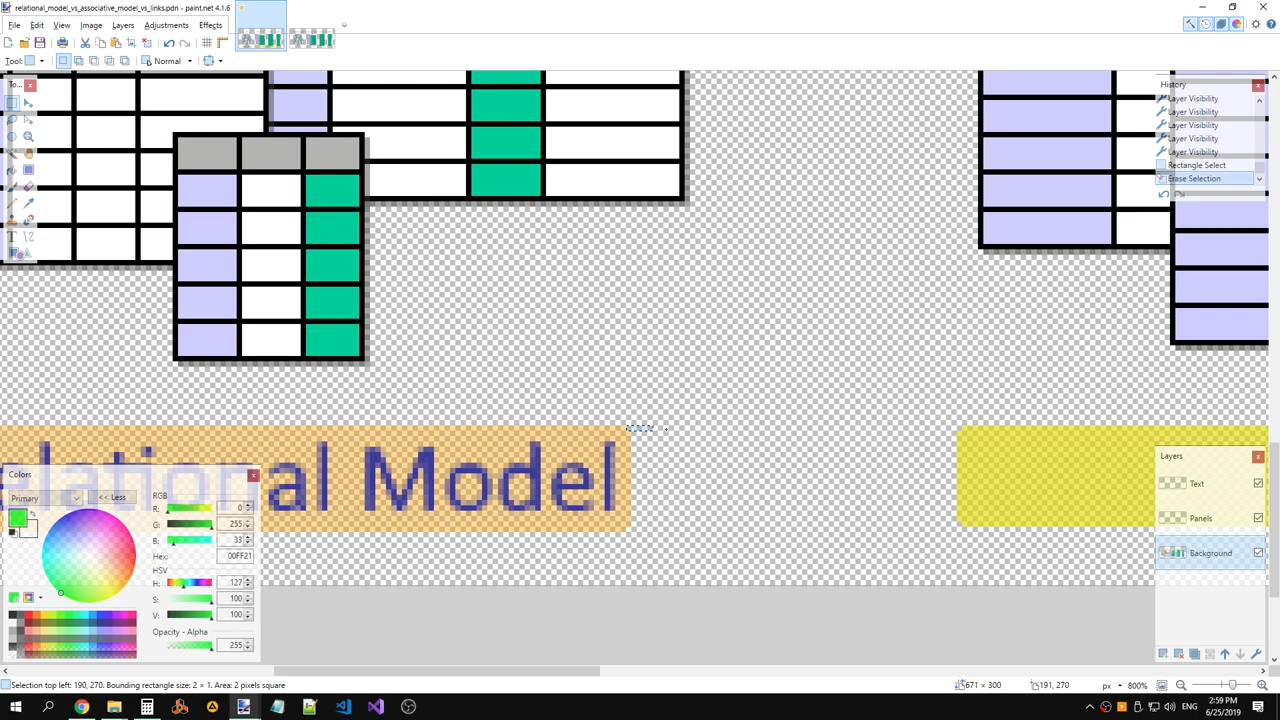 relational_model_vs_associative_model_vs_links.pdn - paint.net 4.1.6
File Edit View Image Layers Adjustments Effects
Tool: Normal
To...
History
Layer Visibility
Layer Visibility
Layer Visibility
Layer Visibility
Layer Visibility
Rectangle Select
Erase Selection
lational Model
Colors
Primary
<< Less
RGB
R: 0
G: 255
B: 33
Hex: 00FF21
HSV
H: 127
S: 100
V: 100
Opacity - Alpha
255
Layers
Text
Panels
Background
Selection top left: 190, 270. Bounding rectangle size: 2 × 1. Area: 2 pixels square
671 × 300
191, 270
px
800%
ENG
2:59 PM
6/25/2019